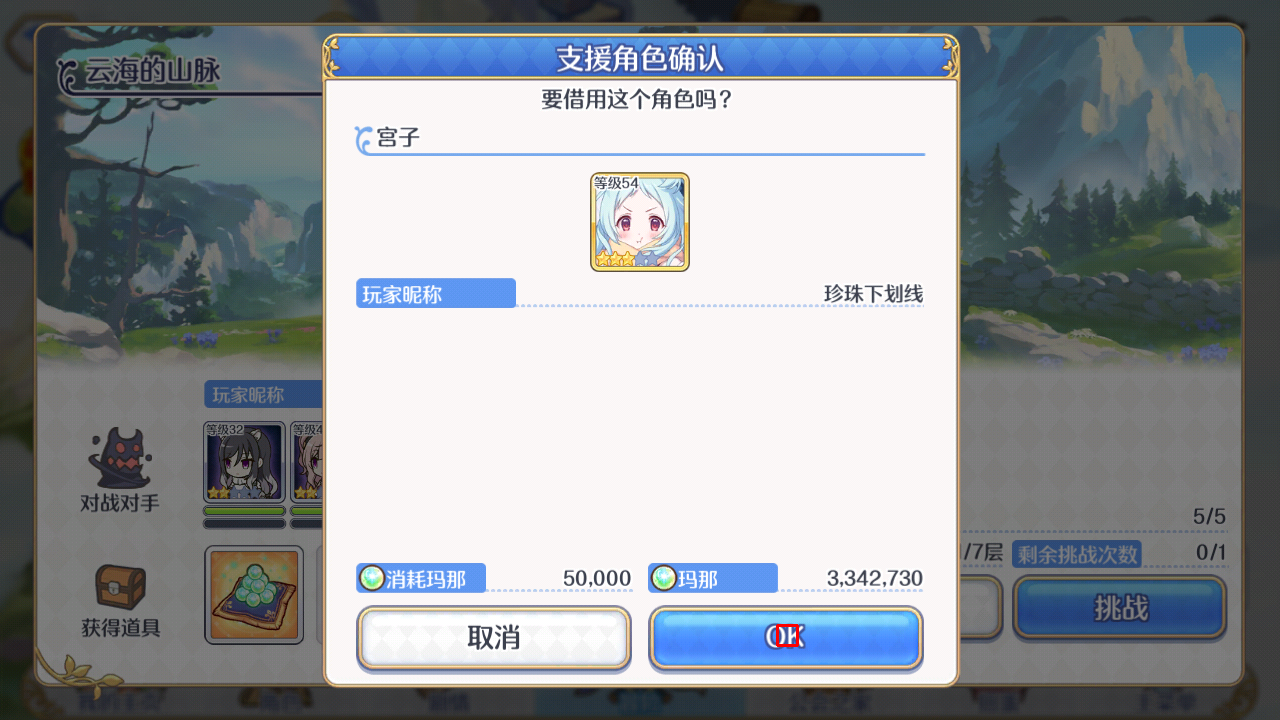 支援角色确认
要借用这个角色吗？
云海的山脉
宫子
等级54
玩家昵称 珍珠下划线
玩家昵称
等级32 等级4
对战对手
5/5
/7层 剩余挑战次数 0/1
消耗玛那 50,000 玛那 3,342,730
获得道具
取消 OK 挑战